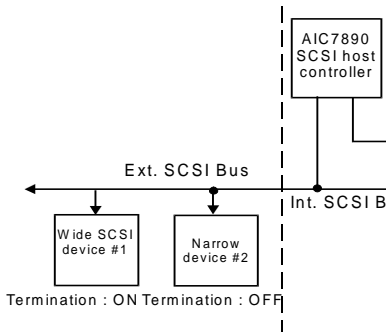 AIC7890
SCSI host
controller
Ext. SCSI Bus
Int. SCSI B
Wide SCSI
device #1
Narrow
device #2
Termination : ON Termination : OFF